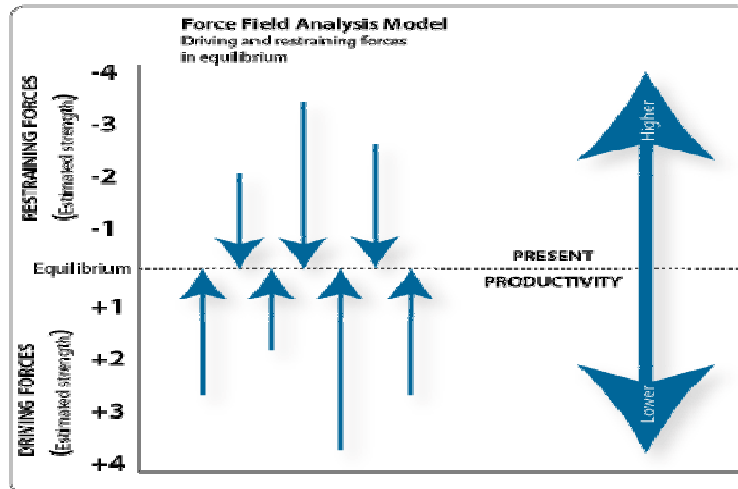 Force Field Analysis Model
Driving and restraining forces
in equilibrium
RESTRAINING FORCES
(Estimated strength)
-4
-3
-2
-1
Equilibrium
PRESENT
PRODUCTIVITY
DRIVING FORCES
(Estimated strength)
+1
+2
+3
+4
Higher
Lower